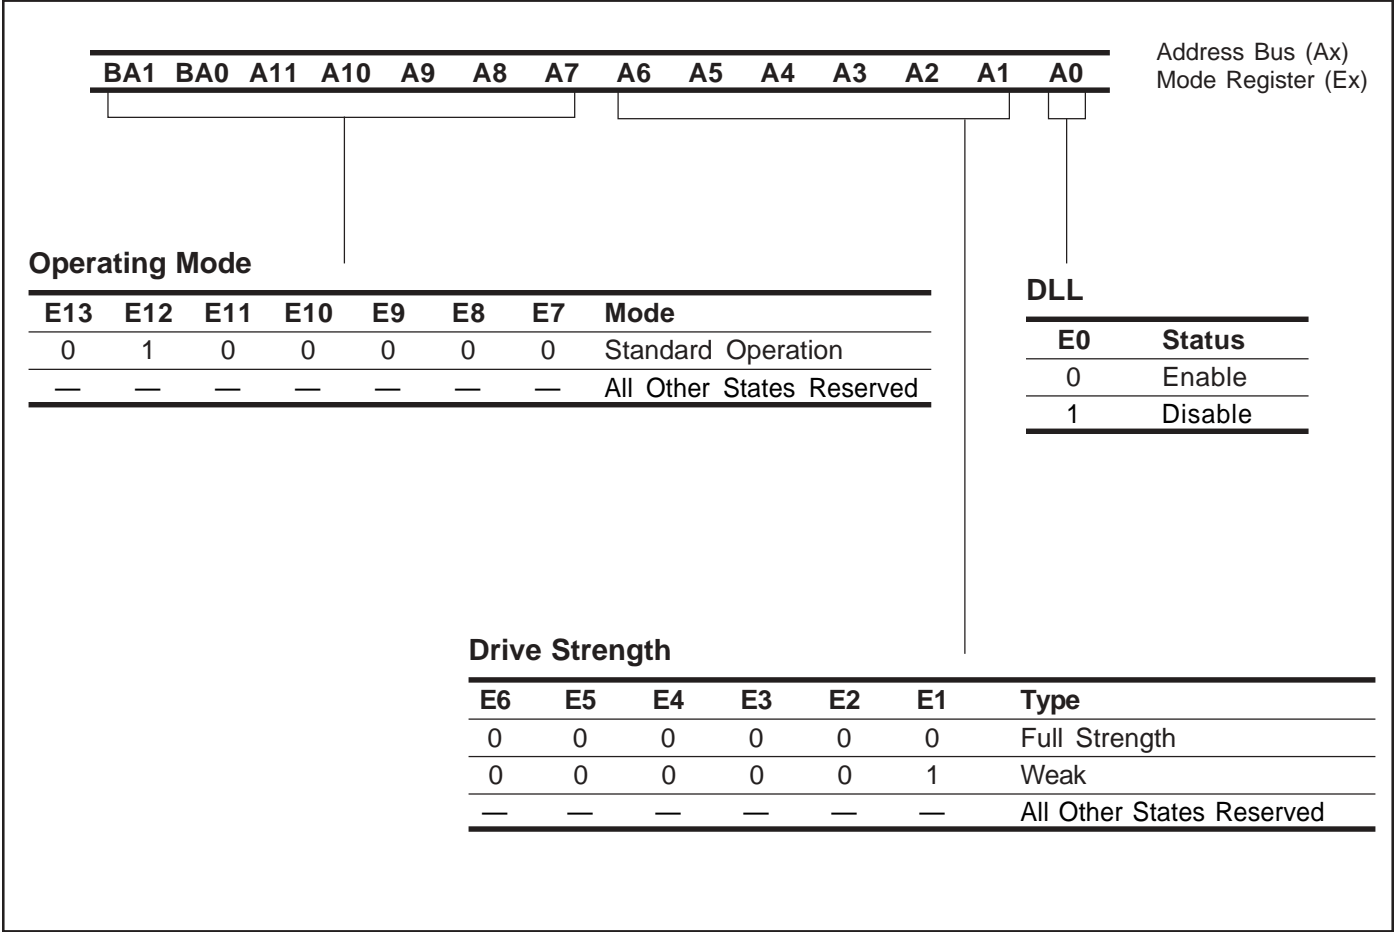 Address Bus (Ax)
Mode Register (Ex)
BA1 BA0 A11 A10 A9 A8 A7 A6 A5 A4 A3 A2 A1 A0
Operating Mode
E13 E12 E11 E10 E9 E8 E7 Mode
0 1 0 0 0 0 0 Standard Operation
— — — — — — — All Other States Reserved
DLL
E0 Status
0 Enable
1 Disable
Drive Strength
E6 E5 E4 E3 E2 E1 Type
0 0 0 0 0 0 Full Strength
0 0 0 0 0 1 Weak
— — — — — — All Other States Reserved